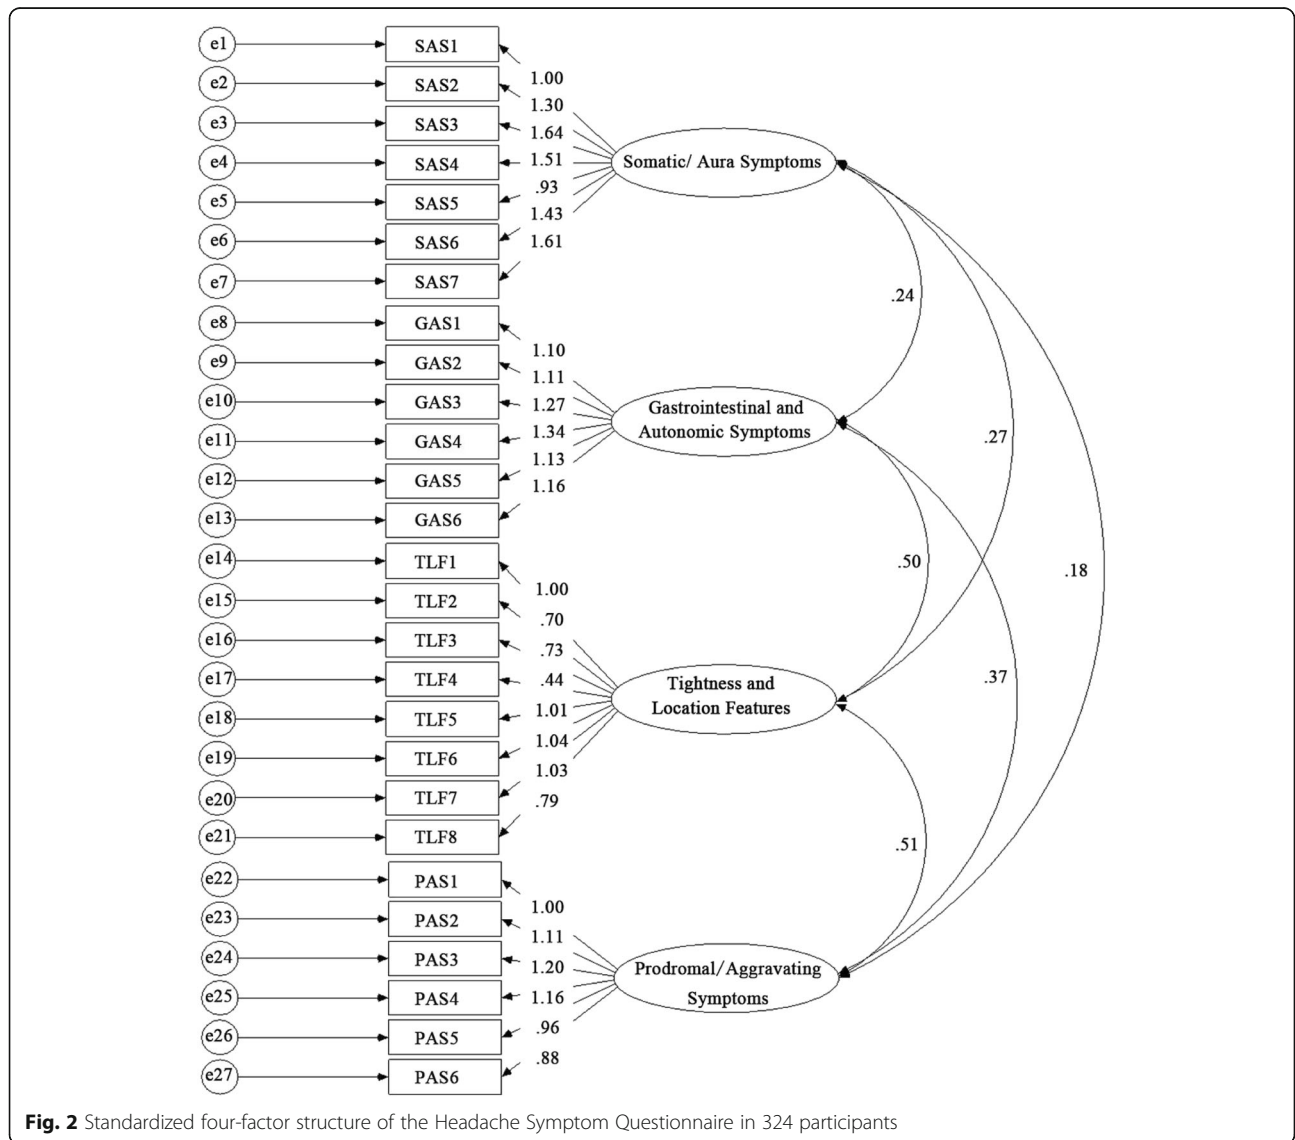 e1 SAS1
1.00
e2 SAS2
1.30
e3 SAS3
1.64
e4 SAS4
1.51
Somatic/ Aura Symptoms
.93
e5 SAS5
1.43
e6 SAS6
1.61
e7 SAS7
.24
e8 GAS1
1.10
e9 GAS2
1.11
e10 GAS3
1.27
Gastrointestinal and
Autonomic Symptoms
.27
e11 GAS4
1.34
1.13
e12 GAS5
1.16
e13 GAS6
e14 TLF1
.50
.18
1.00
e15 TLF2
.70
e16 TLF3
.73
e17 TLF4
.44
Tightness and
Location Features
.37
1.01
e18 TLF5
1.04
e19 TLF6
1.03
e20 TLF7
.79
e21 TLF8
.51
e22 PAS1
1.00
e23 PAS2
1.11
e24 PAS3
1.20
Prodromal/Aggravating
Symptoms
e25 PAS4
1.16
.96
e26 PAS5
.88
e27 PAS6
Fig. 2 Standardized four-factor structure of the Headache Symptom Questionnaire in 324 participants